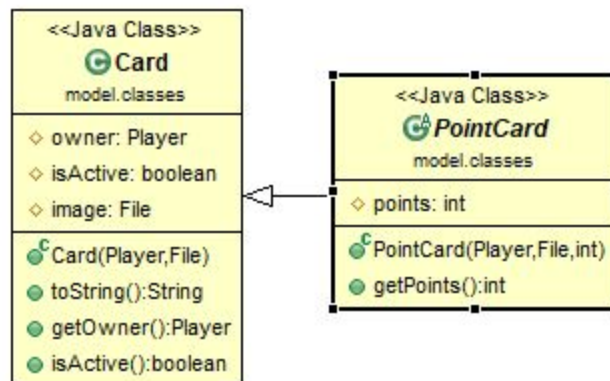 <<Java Class>>
Card
model.classes
owner: Player
isActive: boolean
image: File
Card(Player,File)
toString():String
getOwner():Player
isActive():boolean
<<Java Class>>
PointCard
model.classes
points: int
PointCard(Player,File,int)
getPoints():int